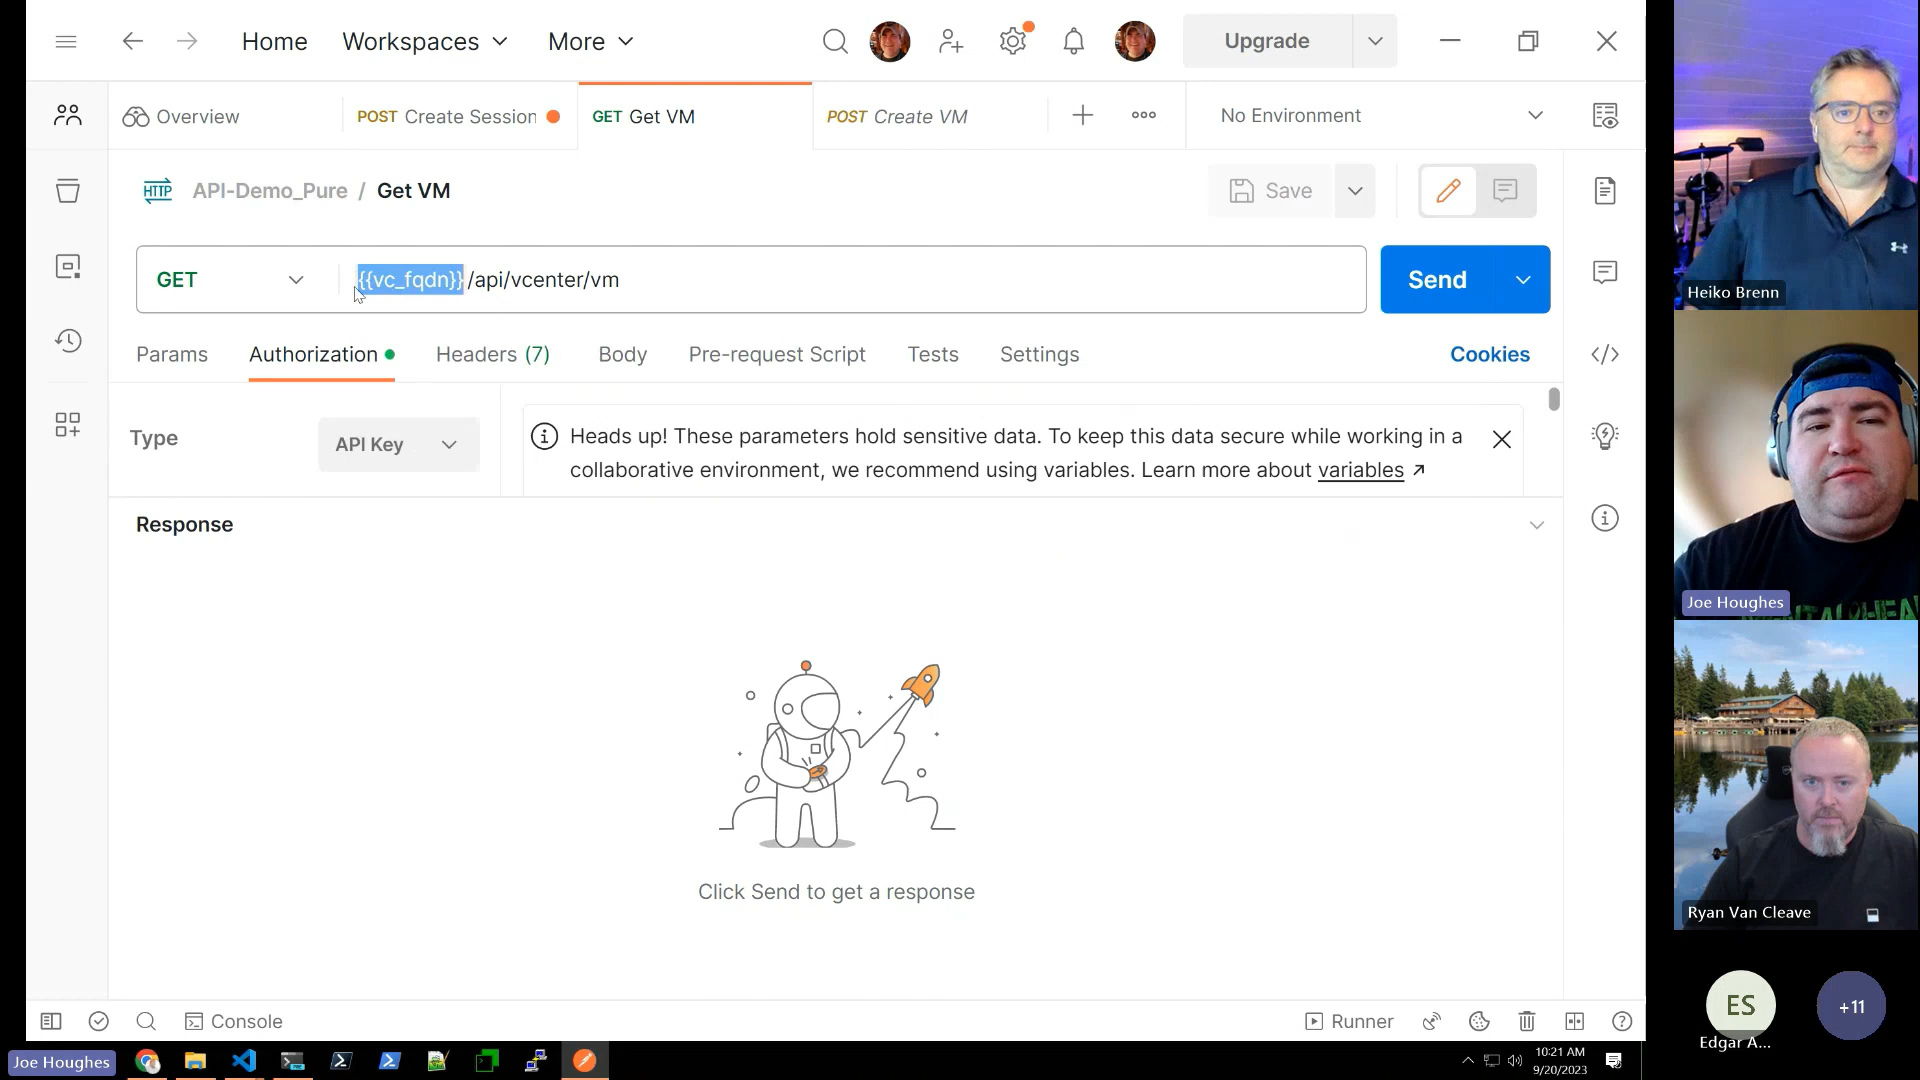 Home
Workspaces
More
Upgrade
Overview
POST Create Session
GET Get VM
POST Create VM
No Environment
HTTP
API-Demo_Pure / Get VM
Save
GET
{{vc_fqdn}} /api/vcenter/vm
Send
Params
Authorization
Headers (7)
Body
Pre-request Script
Tests
Settings
Cookies
Type
API Key
Heads up! These parameters hold sensitive data. To keep this data secure while working in a
collaborative environment, we recommend using variables. Learn more about variables ↗
Response
Click Send to get a response
Console
Runner
Joe Houghes
10:21 AM
9/20/2023
Heiko Brenn
Joe Houghes
Ryan Van Cleave
ES
Edgar A...
+11